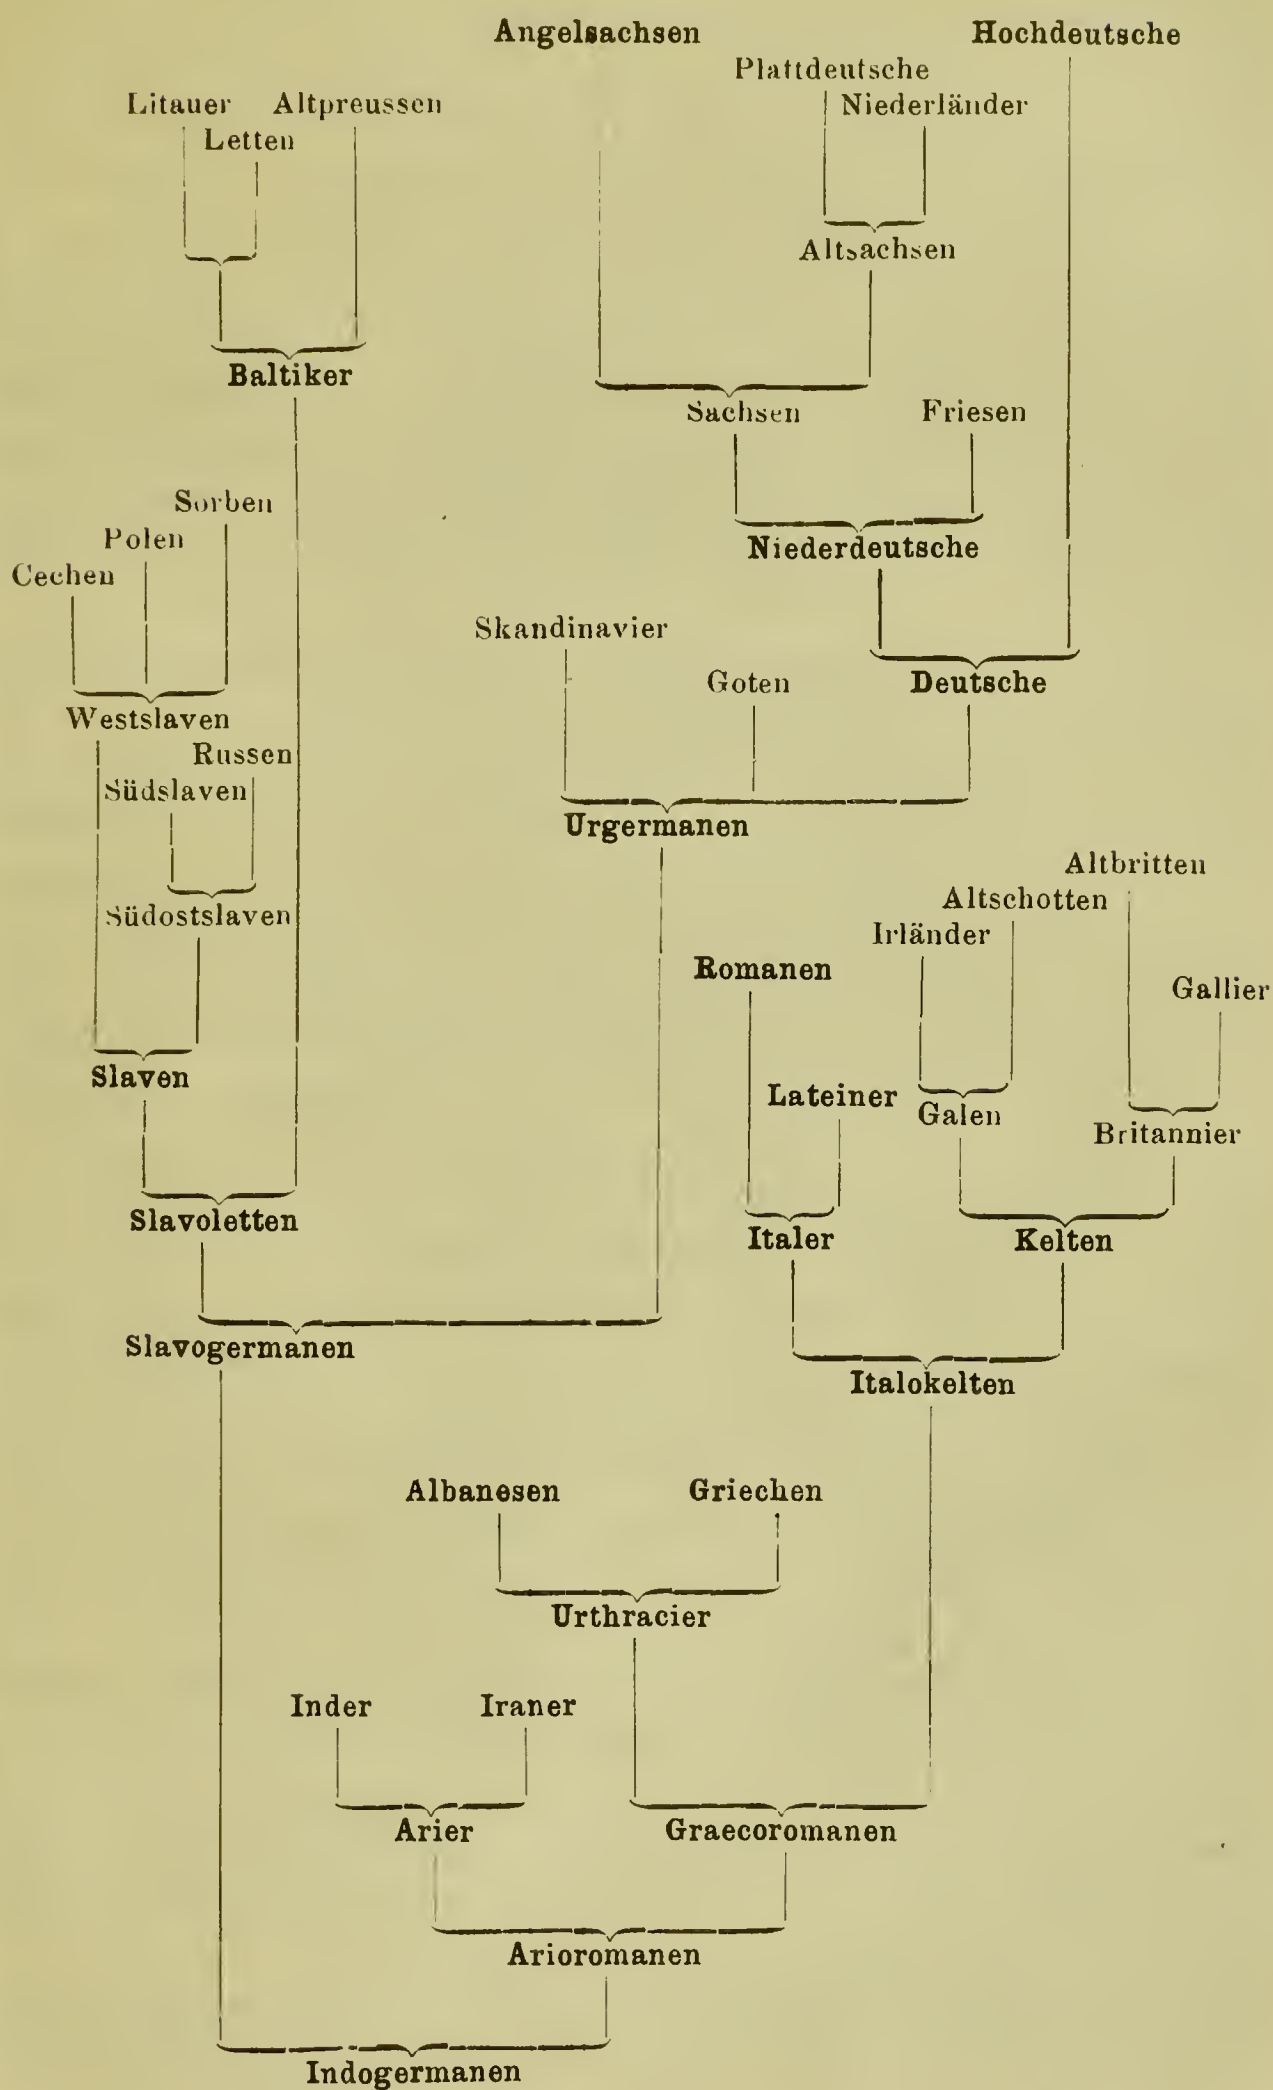 Angelsachsen Hochdeutsche
Plattdeutsche
Litauer Altpreussen Niederländer
Letten
Altsachsen
Baltiker
Sachsen Friesen
Sorben
Polen Niederdeutsche
Cechen
Skandinavier
Goten Deutsche
Westslaven
Russen
Südslaven
Urgermanen
Altbritten
Altschotten
Südostslaven
Irländer
Romanen
Gallier
Slaven
Lateiner
Galen
Britannier
Slavoletten
Italer Kelten
Slavogermanen
Italokelten
Albanesen Griechen
Urthracier
Inder Iraner
Arier Graecoromanen
Arioromanen
Indogermanen